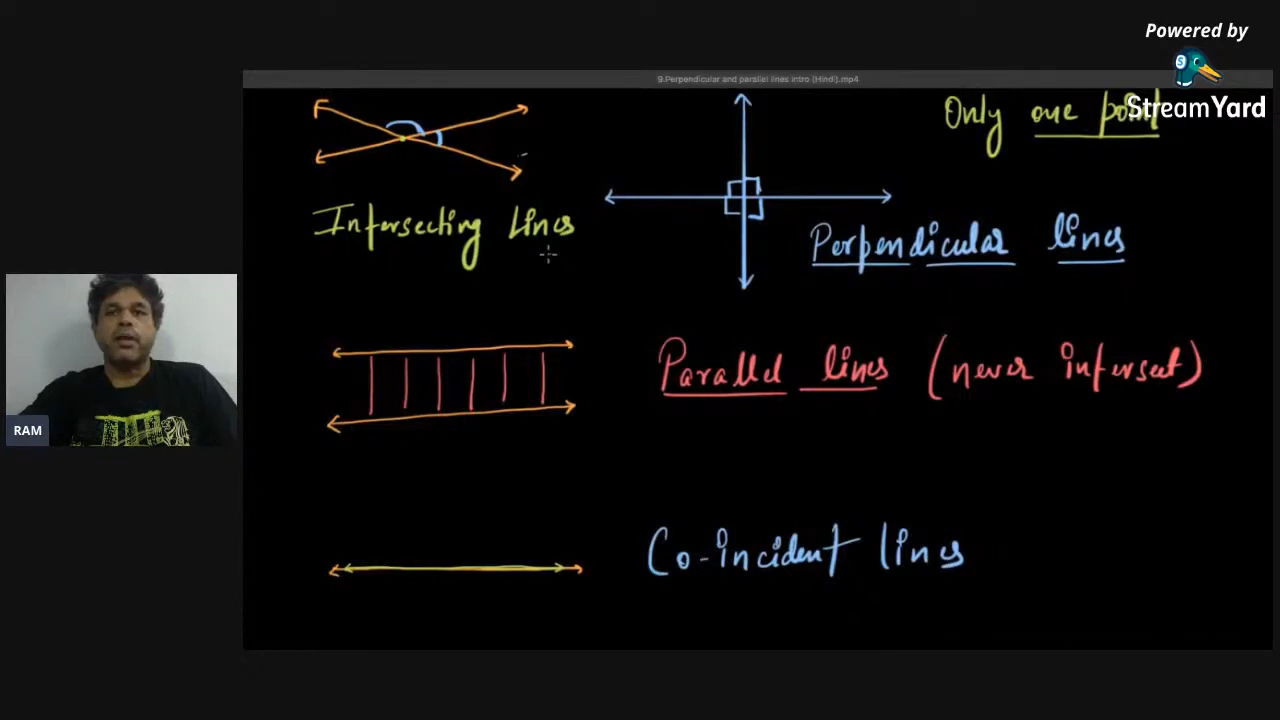 Powered by
StreamYard
9.Perpendicular and parallel lines intro (Hindi).mp4
Only one point
Intersecting lines
Perpendicular lines
Parallel lines (never intersect)
RAM
Co-incident lines